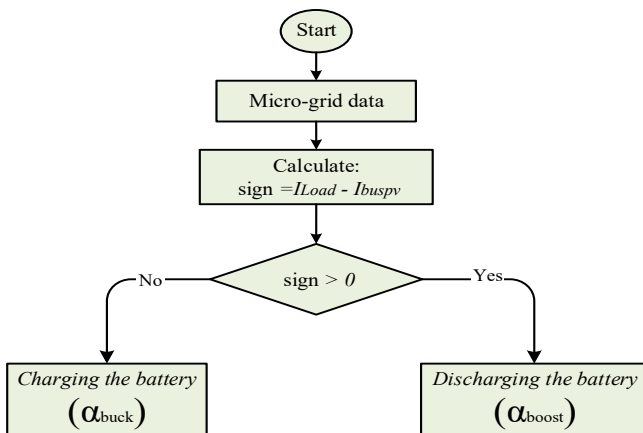 Start
Micro-grid data
Calculate:
sign =ILoad - Ibuspv
sign > 0
No
Yes
Charging the battery
(αbuck)
Discharging the battery
(αboost)